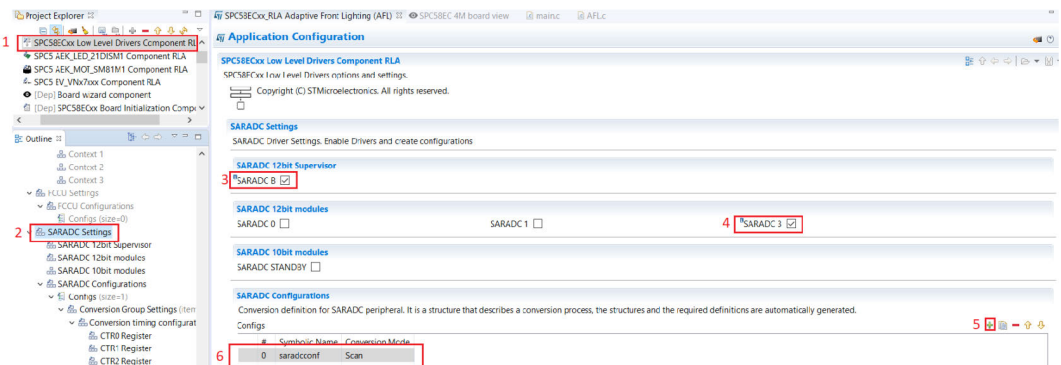 Project Explorer
1
SPC58ECxx Low Level Drivers Component RL
SPC5 AEK_LED_21DISM1 Component RLA
SPC5 AEK_MOT_SM81M1 Component RLA
SPC5 EV_VNx7xxx Component RLA
[Dep] Board wizard component
[Dep] SPC58ECxx Board Initialization Compo
Outline
Context 1
Context 2
Context 3
FCCU Settings
FCCU Configurations
Configs (size=0)
2
SARADC Settings
SARADC 12bit Supervisor
SARADC 12bit modules
SARADC 10bit modules
SARADC Configurations
Configs (size=1)
Conversion Group Settings (item
Conversion timing configurat
CTR0 Register
CTR1 Register
CTR2 Register
SPC58ECxx_RLA Adaptive Front Lighting (AFL)
SPC58EC 4M board view
main.c
AFL.c
Application Configuration
SPC58ECxx Low Level Drivers Component RLA
SPC58ECxx Low Level Drivers options and settings.
Copyright (C) STMicroelectronics. All rights reserved.
SARADC Settings
SARADC Driver Settings. Enable Drivers and create configurations
SARADC 12bit Supervisor
3
SARADC B
SARADC 12bit modules
SARADC 0
SARADC 1
4
SARADC 3
SARADC 10bit modules
SARADC STANDBY
SARADC Configurations
Conversion definition for SARADC peripheral. It is a structure that describes a conversion process, the structures and the required definitions are automatically generated.
Configs
5
# Symbolic Name Conversion Mode
6
0 saradcconf Scan